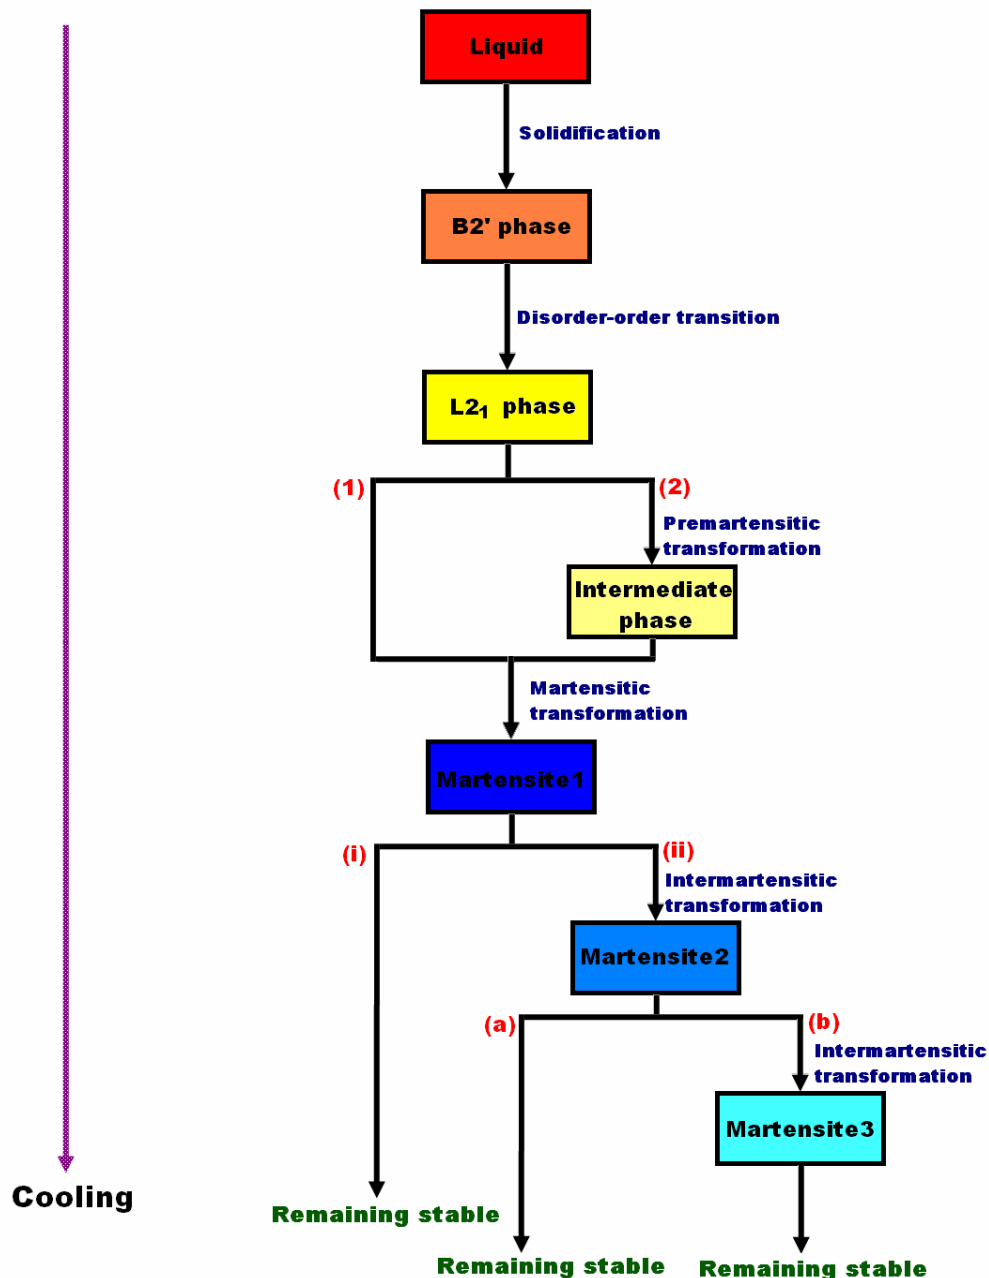 Liquid
Solidification
B2' phase
Disorder-order transition
L2₁ phase
(1)
(2)
Premartensitic
transformation
Intermediate
phase
Martensitic
transformation
Martensite1
(i)
(ii)
Intermartensitic
transformation
Martensite2
(a)
(b)
Intermartensitic
transformation
Martensite3
Cooling
Remaining stable
Remaining stable
Remaining stable